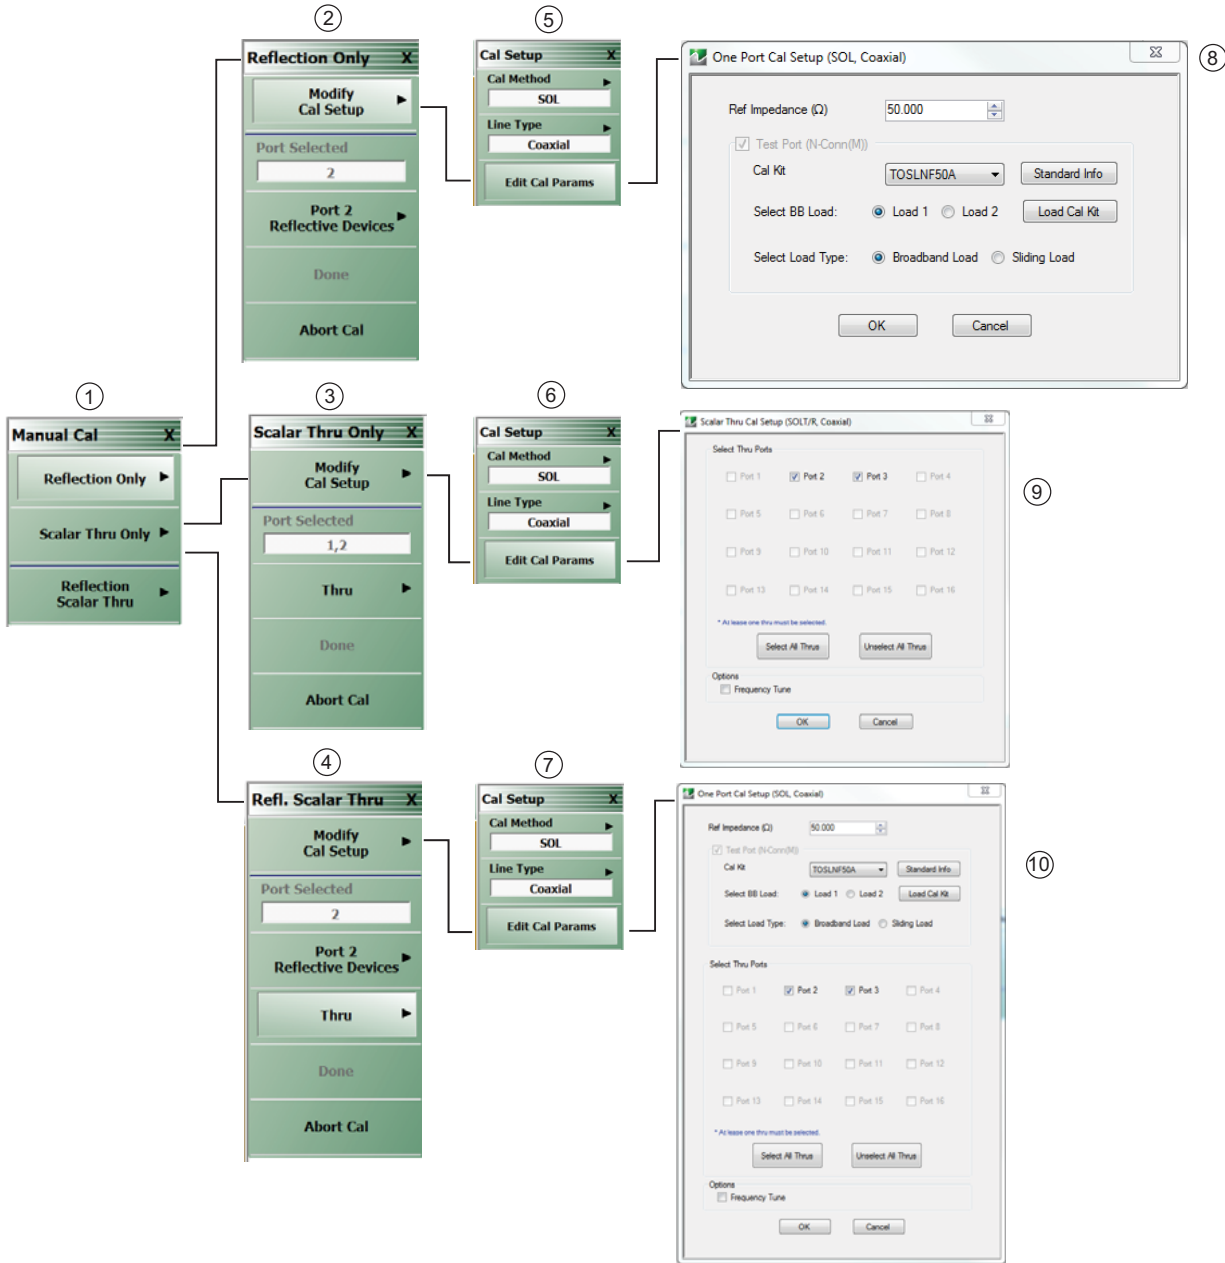 ①
Manual Cal X
Reflection Only
Scalar Thru Only
Reflection
Scalar Thru
②
Reflection Only X
Modify
Cal Setup
Port Selected
2
Port 2
Reflective Devices
Done
Abort Cal
③
Scalar Thru Only X
Modify
Cal Setup
Port Selected
1,2
Thru
Done
Abort Cal
④
Refl. Scalar Thru X
Modify
Cal Setup
Port Selected
2
Port 2
Reflective Devices
Thru
Done
Abort Cal
⑤
Cal Setup X
Cal Method
SOL
Line Type
Coaxial
Edit Cal Params
⑥
Cal Setup X
Cal Method
SOL
Line Type
Coaxial
Edit Cal Params
⑦
Cal Setup X
Cal Method
SOL
Line Type
Coaxial
Edit Cal Params
⑧
One Port Cal Setup (SOL, Coaxial)
Ref Impedance (Ω) 50.000
Test Port (N-Conn(M))
Cal Kit TOSLNF50A Standard Info
Select BB Load: Load 1 Load 2 Load Cal Kit
Select Load Type: Broadband Load Sliding Load
OK Cancel
⑨
Scalar Thru Cal Setup (SOLT/R, Coaxial)
Select Thru Ports
Port 1 Port 2 Port 3 Port 4
Port 5 Port 6 Port 7 Port 8
Port 9 Port 10 Port 11 Port 12
Port 13 Port 14 Port 15 Port 16
* At lease one thru must be selected.
Select All Thrus Unselect All Thrus
Options
Frequency Tune
OK Cancel
⑩
One Port Cal Setup (SOL, Coaxial)
Ref Impedance (Ω) 50.000
Test Port (N-Conn(M))
Cal Kit TOSLNF50A Standard Info
Select BB Load: Load 1 Load 2 Load Cal Kit
Select Load Type: Broadband Load Sliding Load
Select Thru Ports
Port 1 Port 2 Port 3 Port 4
Port 5 Port 6 Port 7 Port 8
Port 9 Port 10 Port 11 Port 12
Port 13 Port 14 Port 15 Port 16
* At lease one thru must be selected.
Select All Thrus Unselect All Thrus
Options
Frequency Tune
OK Cancel